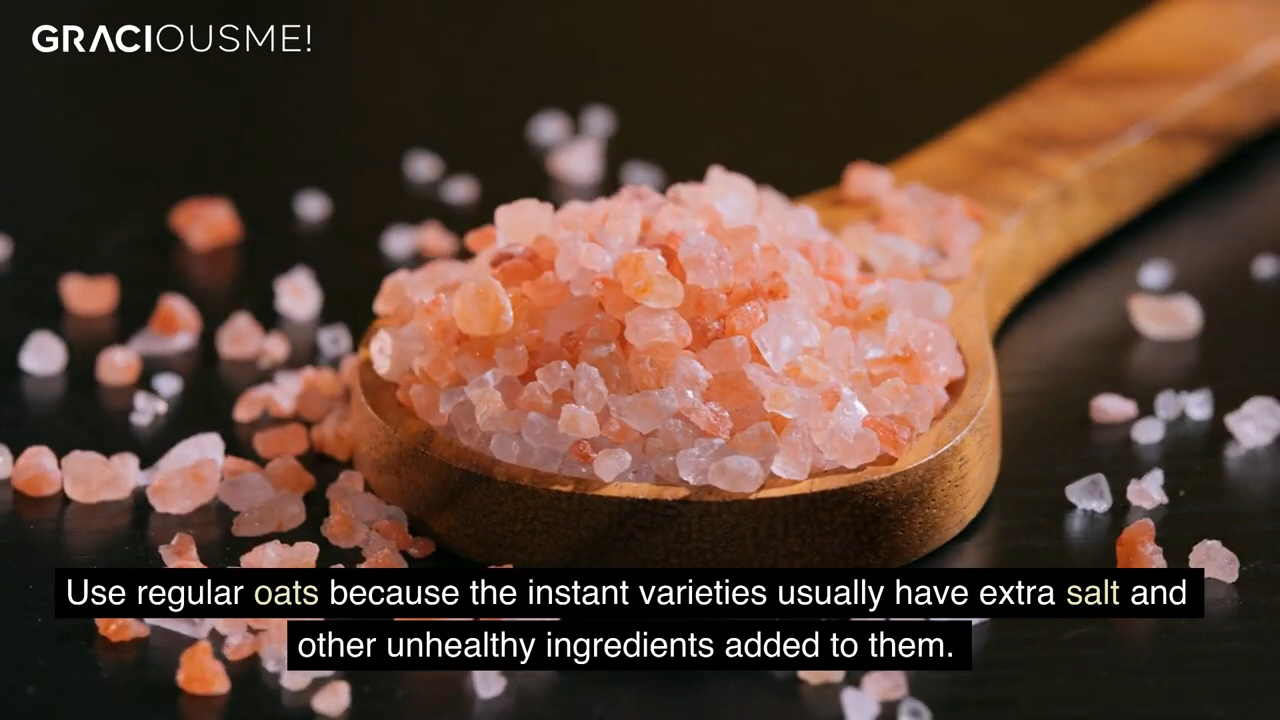 GRACIOUSME!
Use regular oats because the instant varieties usually have extra salt and
other unhealthy ingredients added to them.